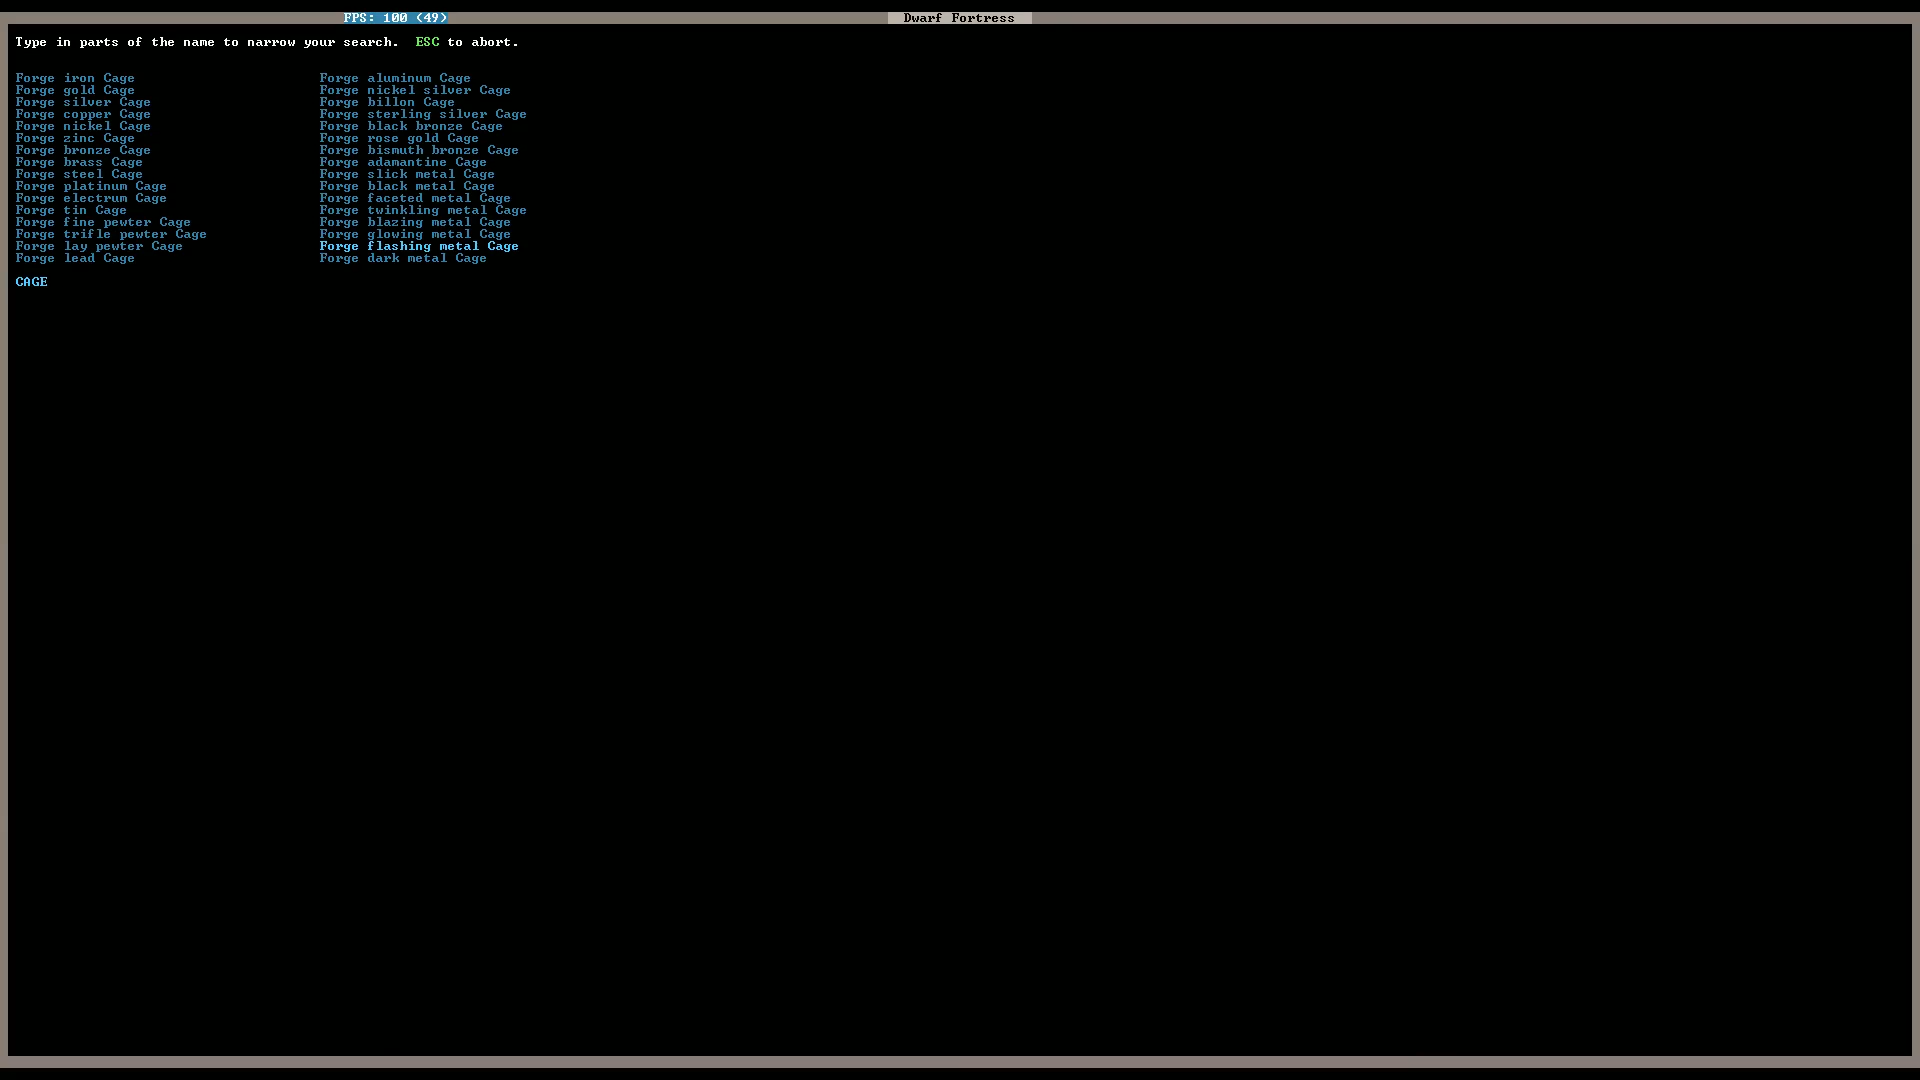 FPS: 100 (49)
Dwarf Fortress
Type in parts of the name to narrow your search.  ESC to abort.
Forge iron Cage
Forge gold Cage
Forge silver Cage
Forge copper Cage
Forge nickel Cage
Forge zinc Cage
Forge bronze Cage
Forge brass Cage
Forge steel Cage
Forge platinum Cage
Forge electrum Cage
Forge tin Cage
Forge fine pewter Cage
Forge trifle pewter Cage
Forge lay pewter Cage
Forge lead Cage
Forge aluminum Cage
Forge nickel silver Cage
Forge billon Cage
Forge sterling silver Cage
Forge black bronze Cage
Forge rose gold Cage
Forge bismuth bronze Cage
Forge adamantine Cage
Forge slick metal Cage
Forge black metal Cage
Forge faceted metal Cage
Forge twinkling metal Cage
Forge blazing metal Cage
Forge glowing metal Cage
Forge flashing metal Cage
Forge dark metal Cage
CAGE